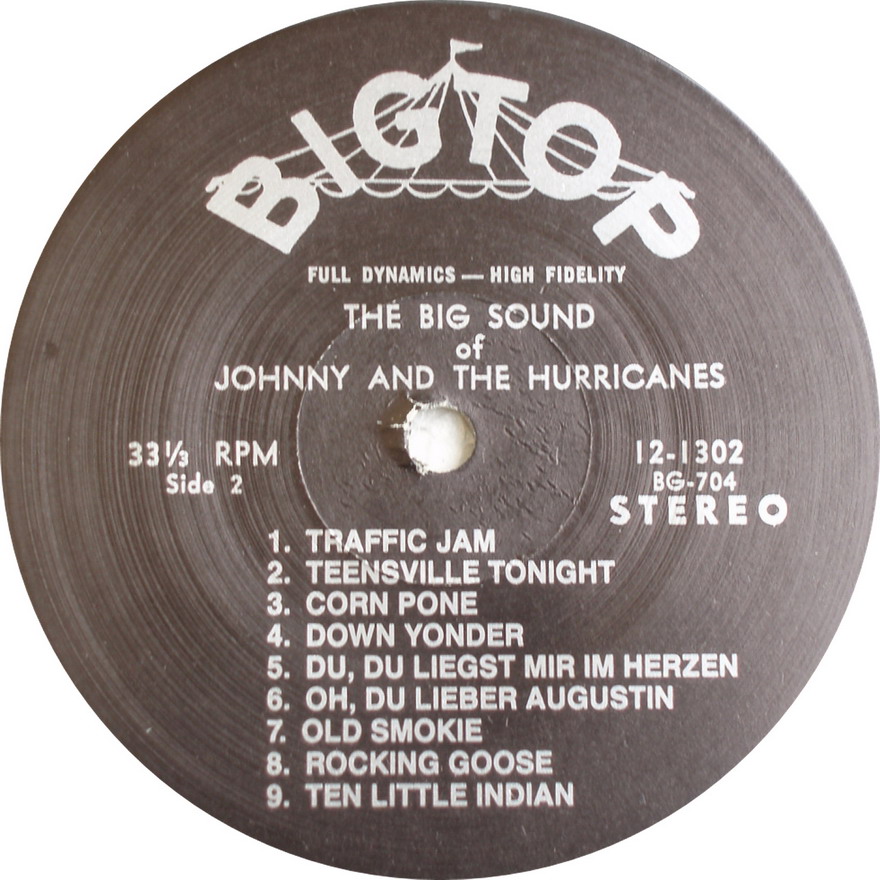 BIGTOP
FULL DYNAMICS — HIGH FIDELITY
THE BIG SOUND
of
JOHNNY AND THE HURRICANES
33⅓ RPM
Side 2
12-1302
BG-704
STEREO
1. TRAFFIC JAM
2. TEENSVILLE TONIGHT
3. CORN PONE
4. DOWN YONDER
5. DU, DU LIEGST MIR IM HERZEN
6. OH, DU LIEBER AUGUSTIN
7. OLD SMOKIE
8. ROCKING GOOSE
9. TEN LITTLE INDIAN